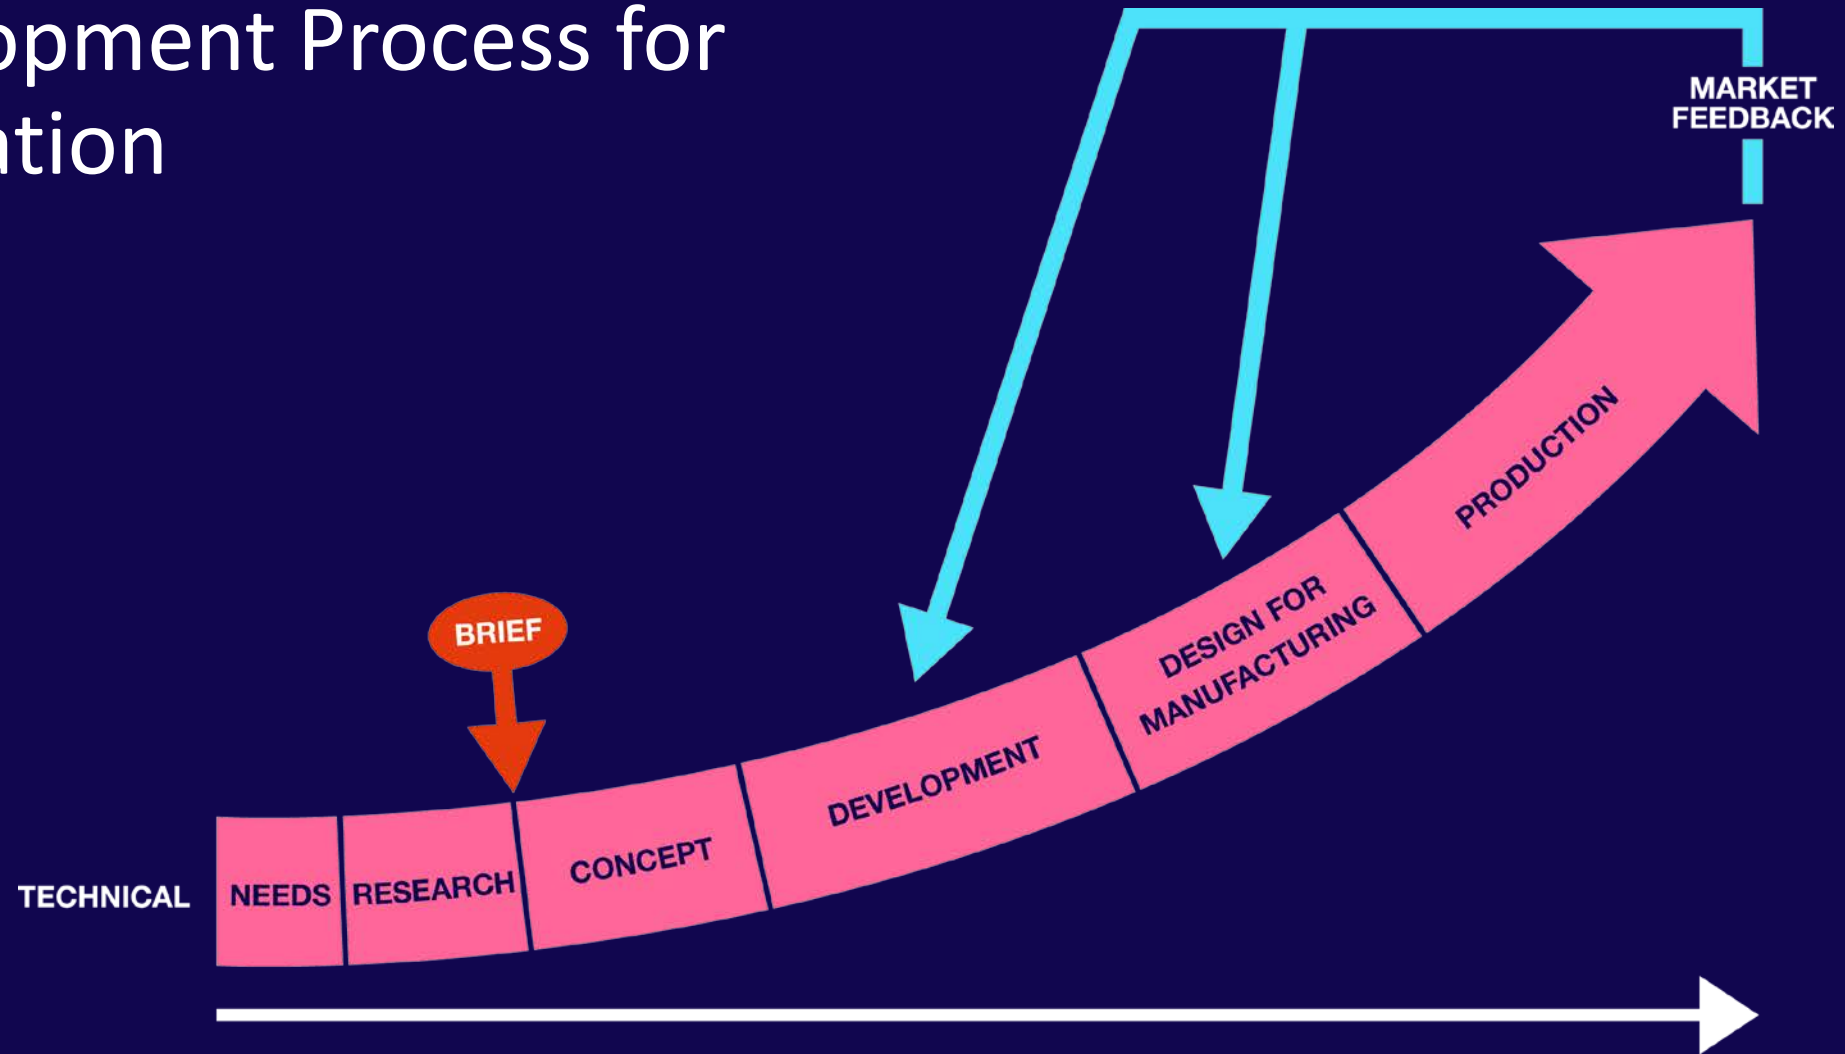 opment Process for
ation
MARKET
FEEDBACK
BRIEF
TECHNICAL
NEEDS
RESEARCH
CONCEPT
DEVELOPMENT
DESIGN FOR
MANUFACTURING
PRODUCTION